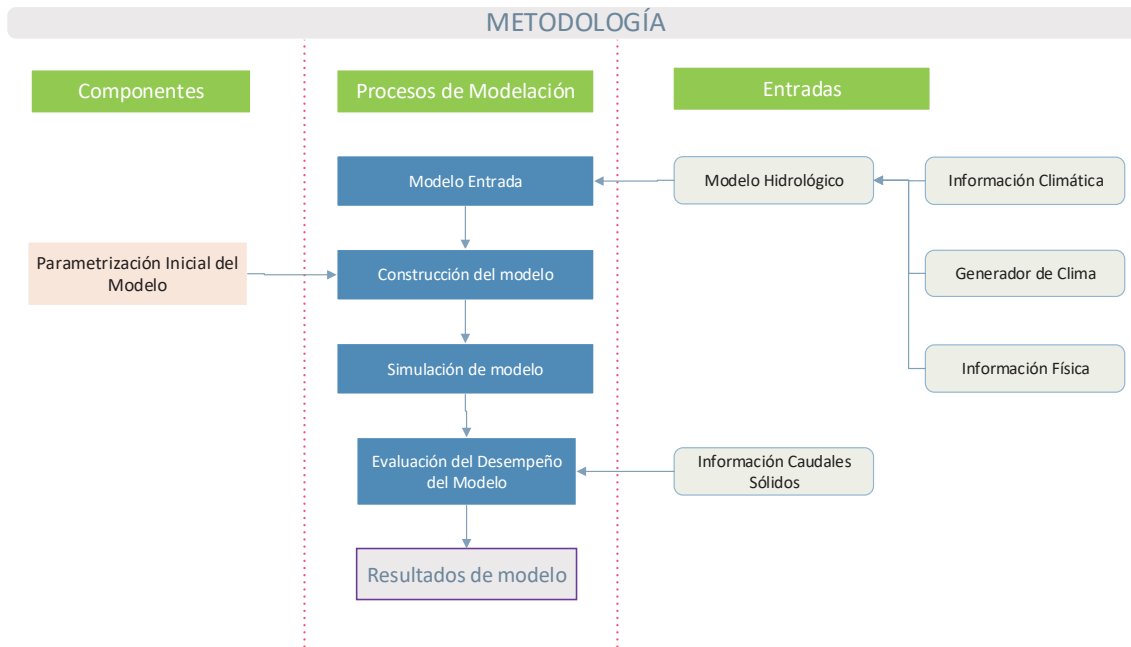 METODOLOGÍA
Componentes
Procesos de Modelación
Entradas
Modelo Entrada
Modelo Hidrológico
Información Climática
Parametrización Inicial del
Modelo
Construcción del modelo
Generador de Clima
Simulación de modelo
Información Física
Evaluación del Desempeño
del Modelo
Información Caudales
Sólidos
Resultados de modelo